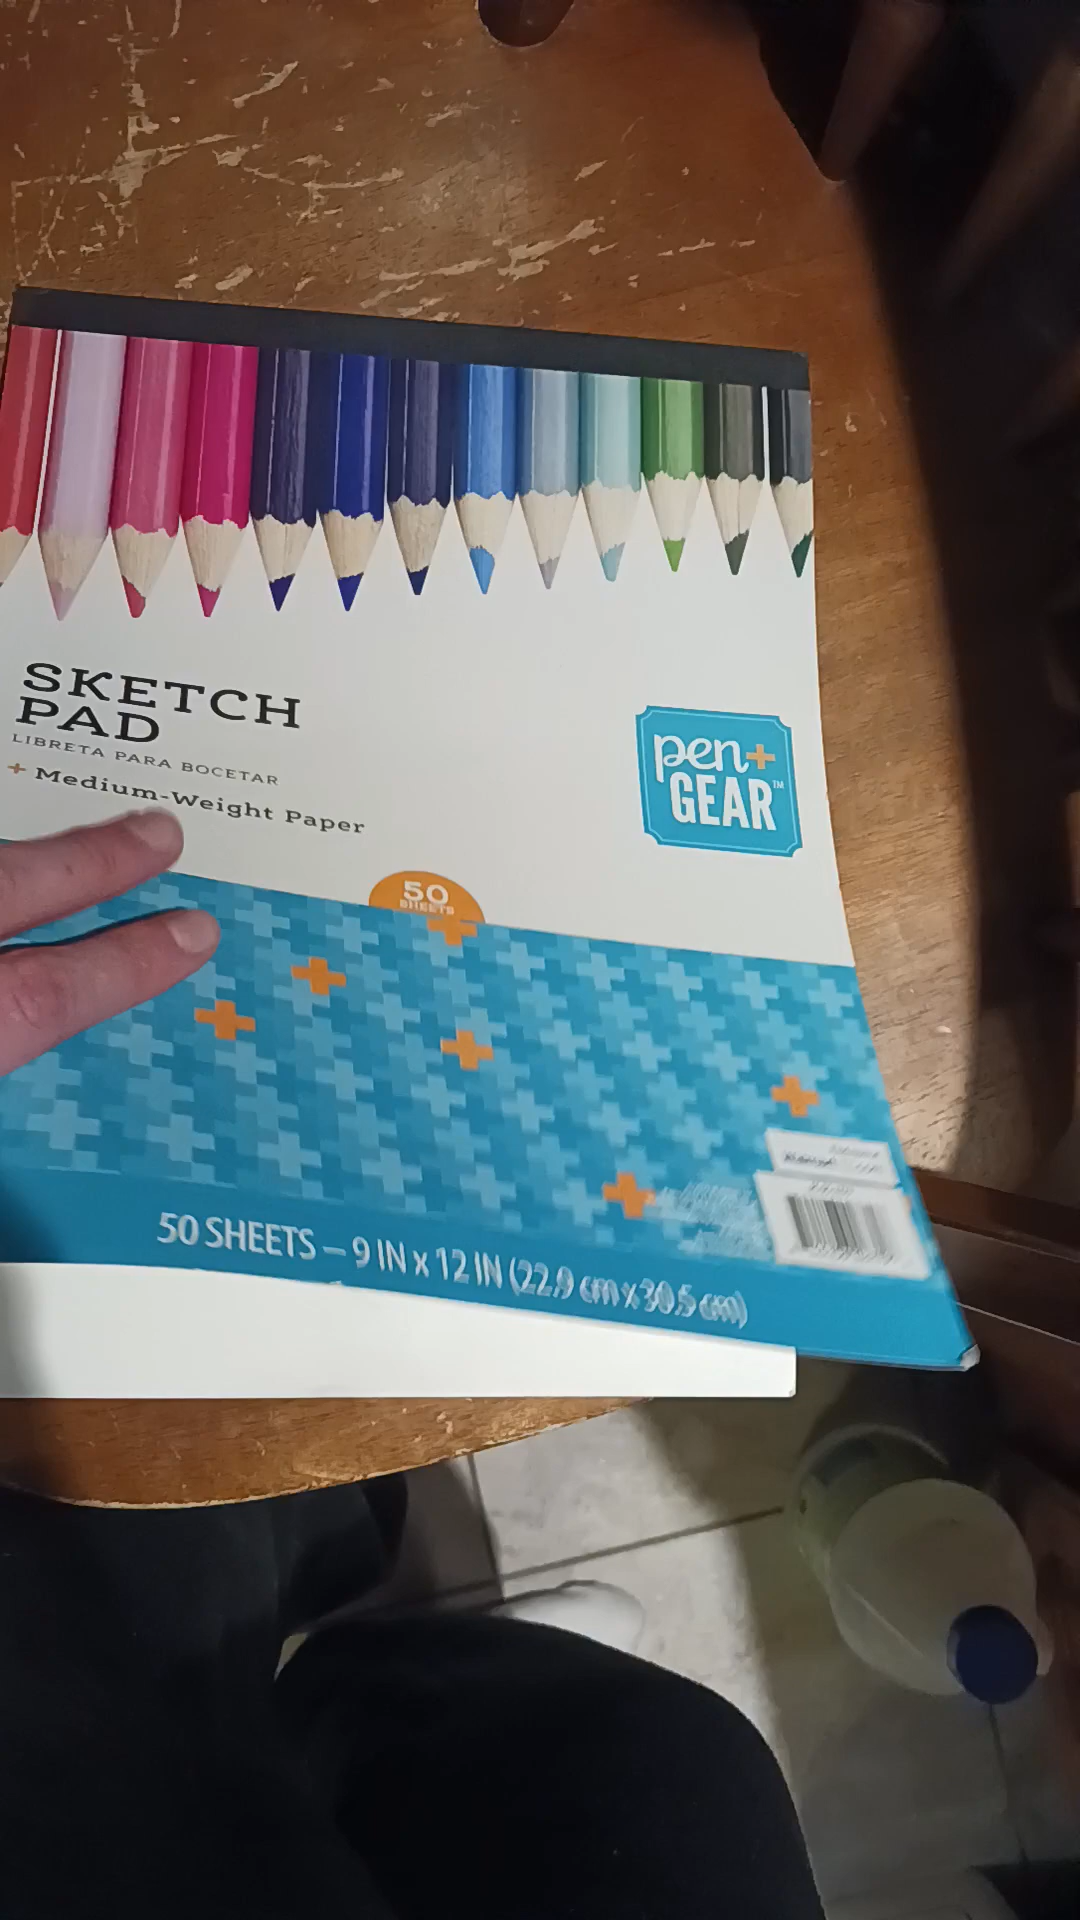 SKETCH
PAD
LIBRETA PARA BOCETAR
+ Medium-Weight Paper
pen+
GEAR™
50
SHEETS
50 SHEETS – 9 IN x 12 IN (22.9 cm x 30.5 cm)